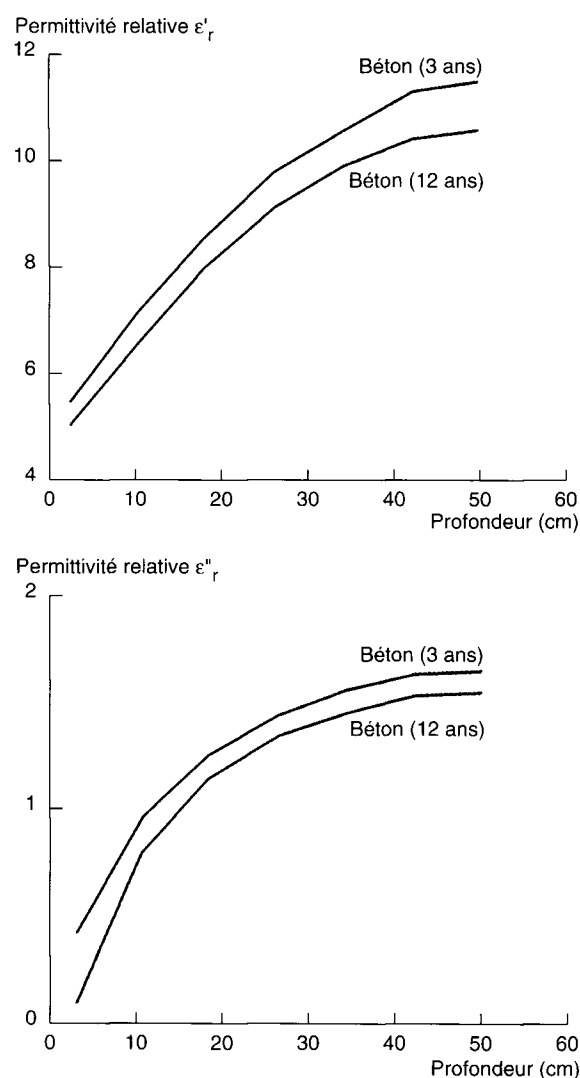 Permittivité relative ε'r
12
10
8
6
4
Béton (3 ans)
Béton (12 ans)
0 10 20 30 40 50 60
Profondeur (cm)
Permittivité relative ε"r
2
1
0
Béton (3 ans)
Béton (12 ans)
0 10 20 30 40 50 60
Profondeur (cm)